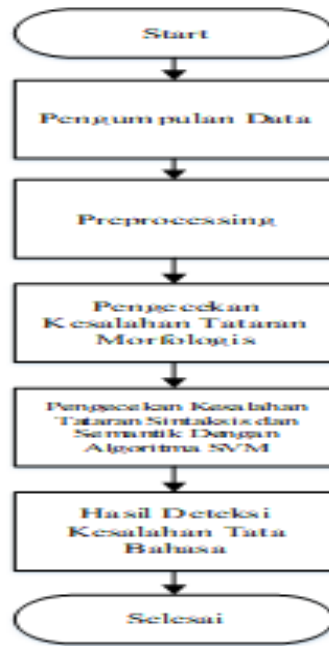 Start
Pengumpulan Data
Preprocessing
Pengecekan
Kesalahan Tataran
Morfologis
Pengecekan Kesalahan
Tataran Sintaksis dan
Semantik Dengan
Algoritma SVM
Hasil Deteksi
Kesalahan Tata
Bahasa
Selesai